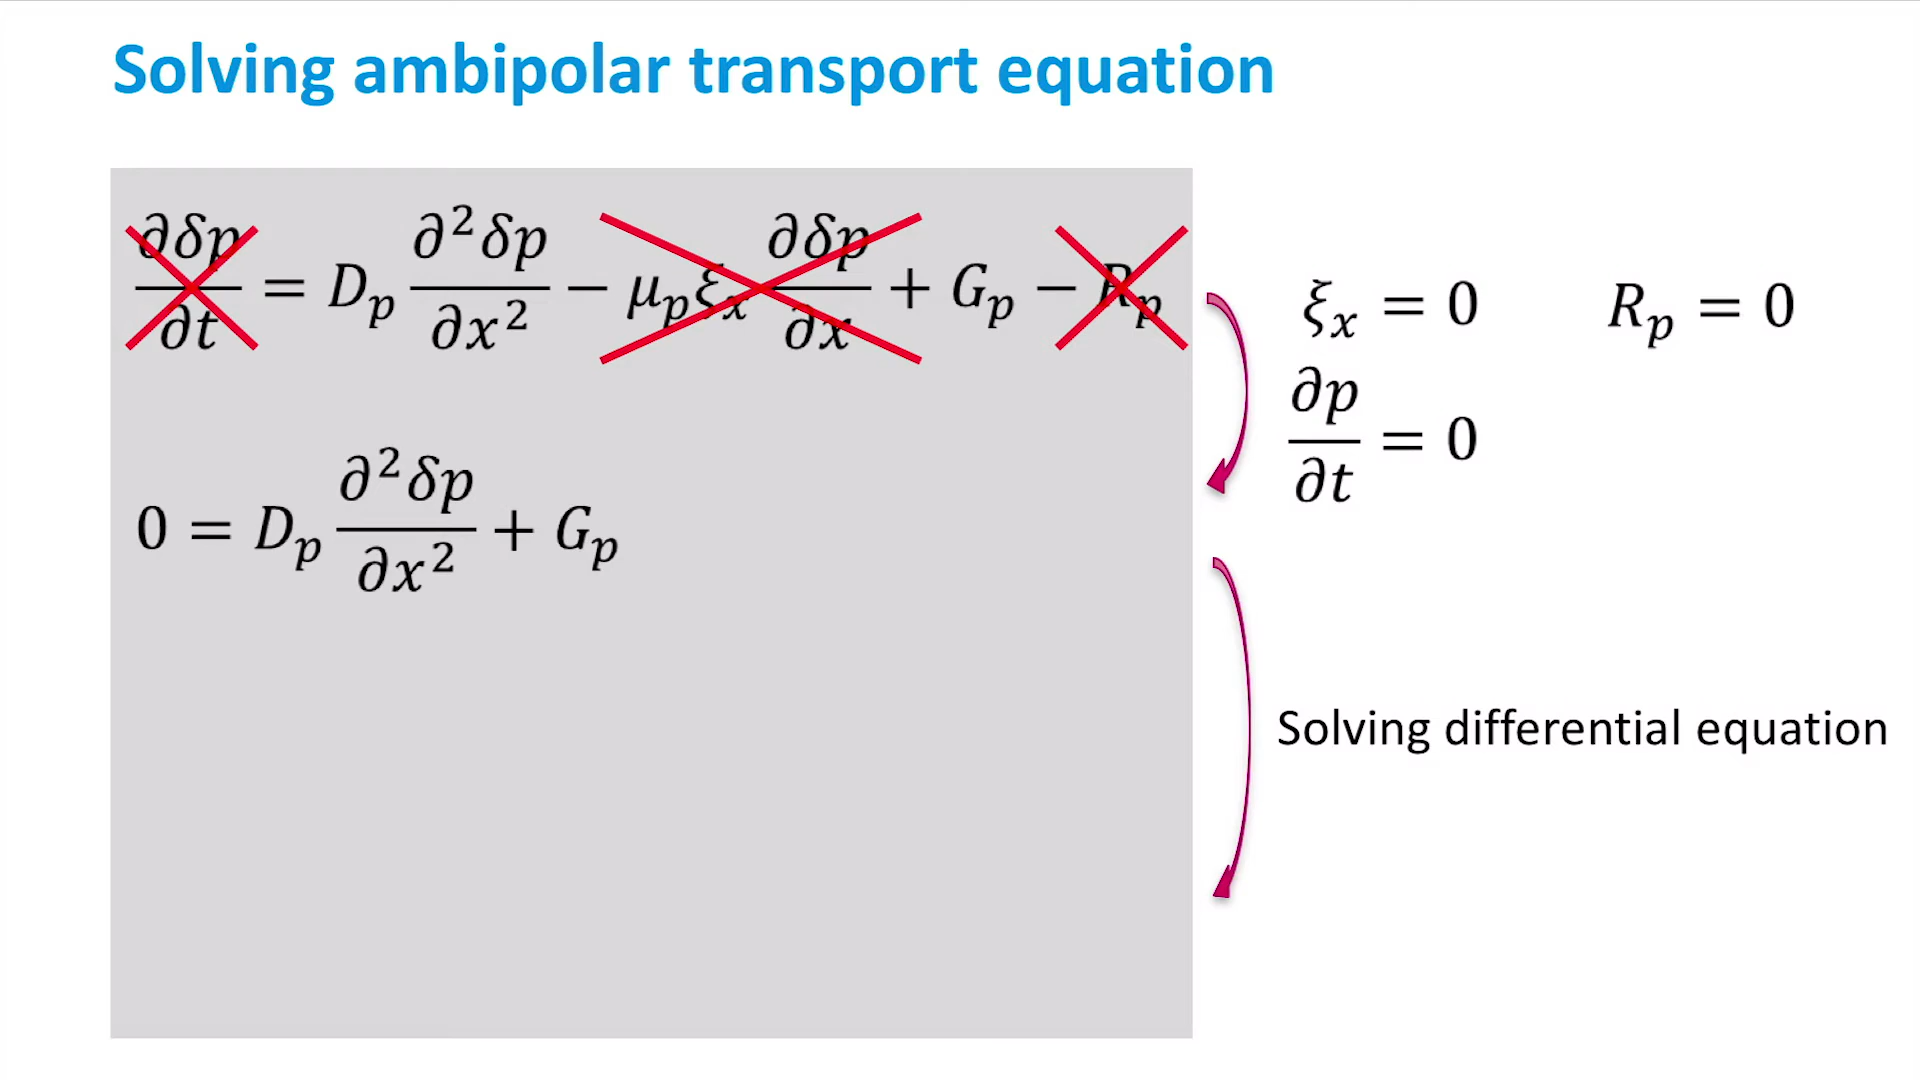 Solving ambipolar transport equation
∂δp/∂t = D_p ∂²δp/∂x² − μ_p ξ_x ∂δp/∂x + G_p − R_p
ξ_x = 0 R_p = 0
∂p/∂t = 0
0 = D_p ∂²δp/∂x² + G_p
Solving differential equation